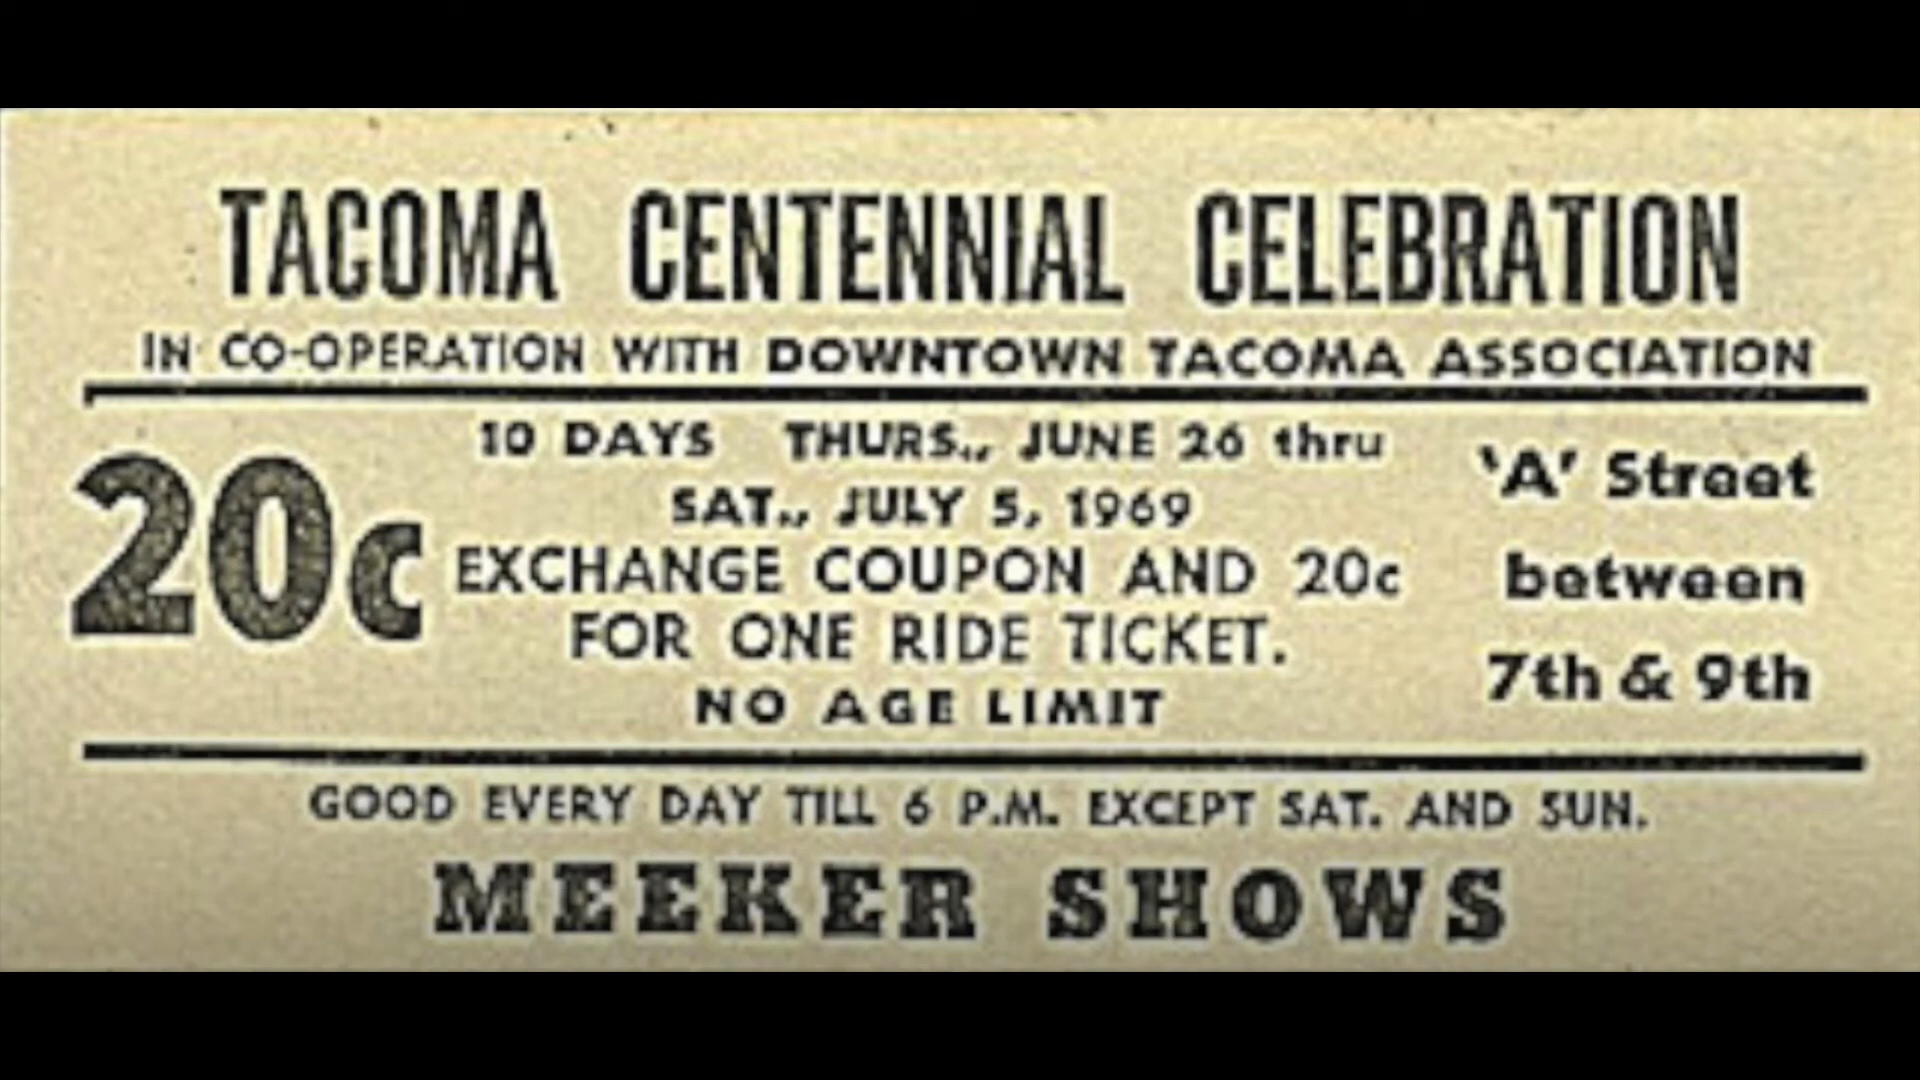 TACOMA CENTENNIAL CELEBRATION
IN CO-OPERATION WITH DOWNTOWN TACOMA ASSOCIATION
20c
10 DAYS THURS., JUNE 26 thru
SAT., JULY 5, 1969
EXCHANGE COUPON AND 20c
FOR ONE RIDE TICKET.
NO AGE LIMIT
'A' Street
between
7th & 9th
GOOD EVERY DAY TILL 6 P.M. EXCEPT SAT. AND SUN.
MEEKER SHOWS